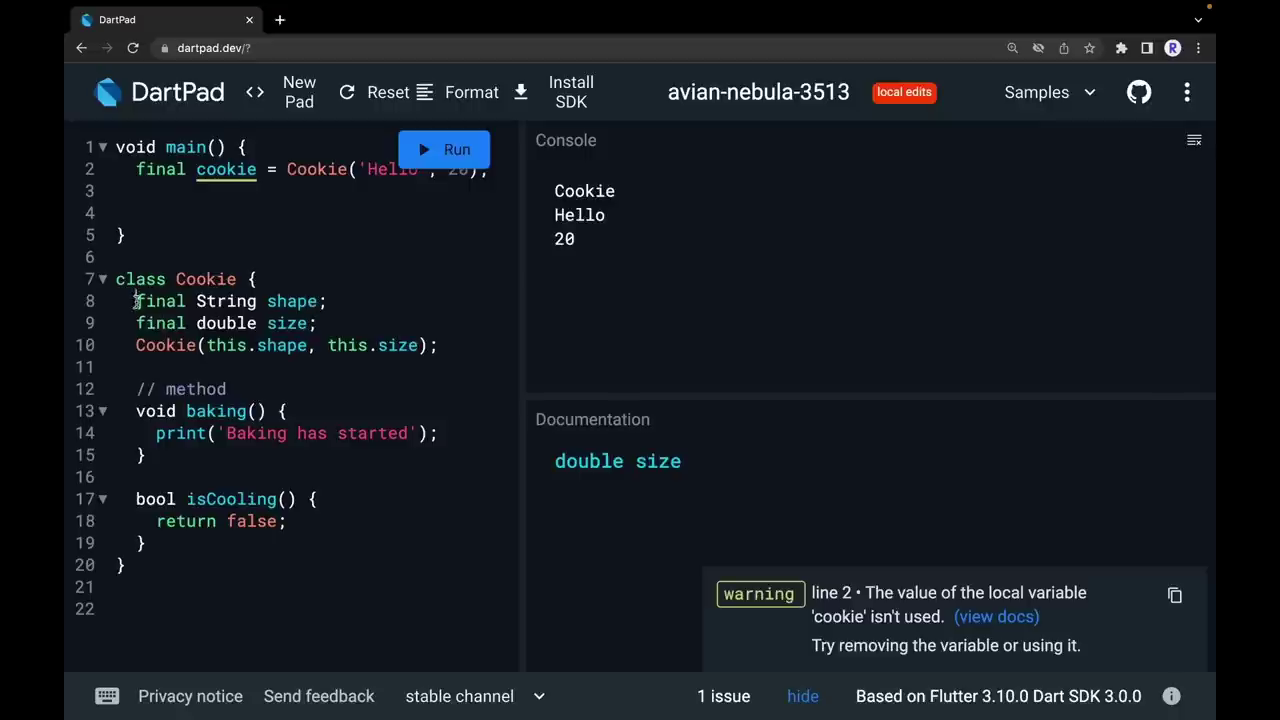 DartPad
dartpad.dev/?
R
DartPad
New Pad
Reset
Format
Install SDK
avian-nebula-3513
local edits
Samples
1 void main() {
2 final cookie = Cookie('Hello', 20);
Run
3
4
5 }
6
7 class Cookie {
8 final String shape;
9 final double size;
10 Cookie(this.shape, this.size);
11
12 // method
13 void baking() {
14 print('Baking has started');
15 }
16
17 bool isCooling() {
18 return false;
19 }
20 }
21
22
Console
Cookie
Hello
20
Documentation
double size
warning
line 2 • The value of the local variable
'cookie' isn't used. (view docs)
Try removing the variable or using it.
Privacy notice
Send feedback
stable channel
1 issue
hide
Based on Flutter 3.10.0 Dart SDK 3.0.0